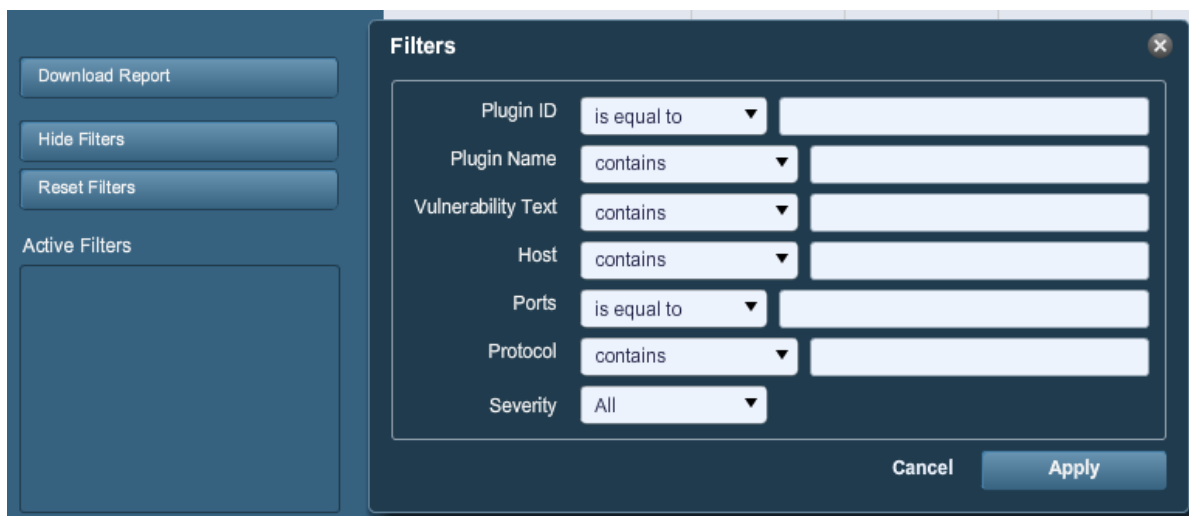 Download Report
Hide Filters
Reset Filters
Active Filters
Filters
Plugin ID is equal to
Plugin Name contains
Vulnerability Text contains
Host contains
Ports is equal to
Protocol contains
Severity All
Cancel Apply